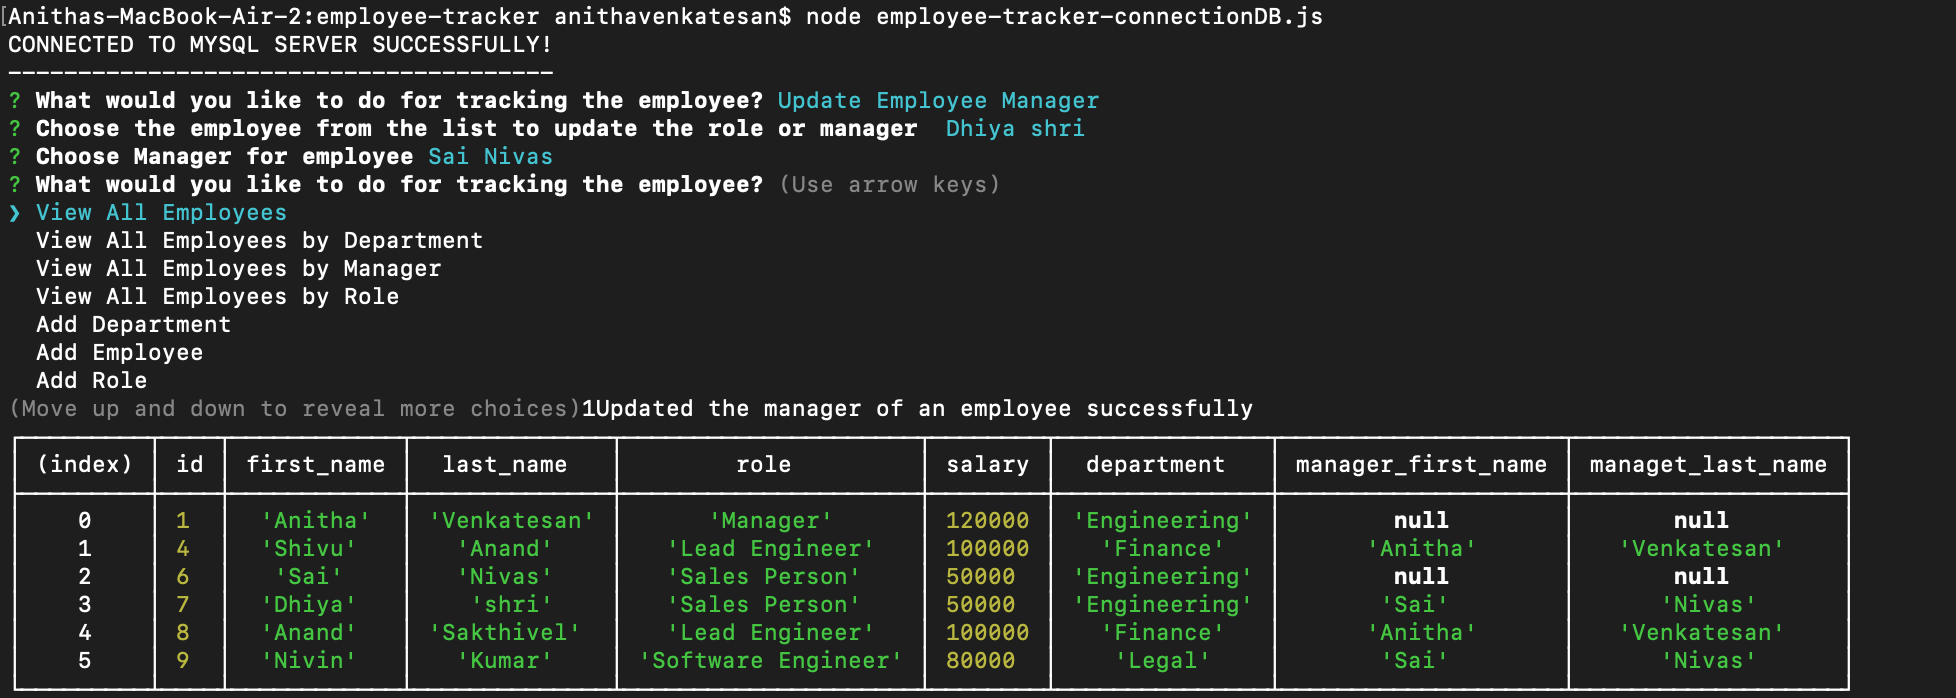 [Anithas-MacBook-Air-2:employee-tracker anithavenkatesan$ node employee-tracker-connectionDB.js
CONNECTED TO MYSQL SERVER SUCCESSFULLY!
---------------------------------------
? What would you like to do for tracking the employee? Update Employee Manager
? Choose the employee from the list to update the role or manager  Dhiya shri
? Choose Manager for employee Sai Nivas
? What would you like to do for tracking the employee? (Use arrow keys)
❯ View All Employees
View All Employees by Department
View All Employees by Manager
View All Employees by Role
Add Department
Add Employee
Add Role
(Move up and down to reveal more choices)1Updated the manager of an employee successfully
(index) id first_name last_name role salary department manager_first_name managet_last_name
0 1 'Anitha' 'Venkatesan' 'Manager' 120000 'Engineering' null null
1 4 'Shivu' 'Anand' 'Lead Engineer' 100000 'Finance' 'Anitha' 'Venkatesan'
2 6 'Sai' 'Nivas' 'Sales Person' 50000 'Engineering' null null
3 7 'Dhiya' 'shri' 'Sales Person' 50000 'Engineering' 'Sai' 'Nivas'
4 8 'Anand' 'Sakthivel' 'Lead Engineer' 100000 'Finance' 'Anitha' 'Venkatesan'
5 9 'Nivin' 'Kumar' 'Software Engineer' 80000 'Legal' 'Sai' 'Nivas'